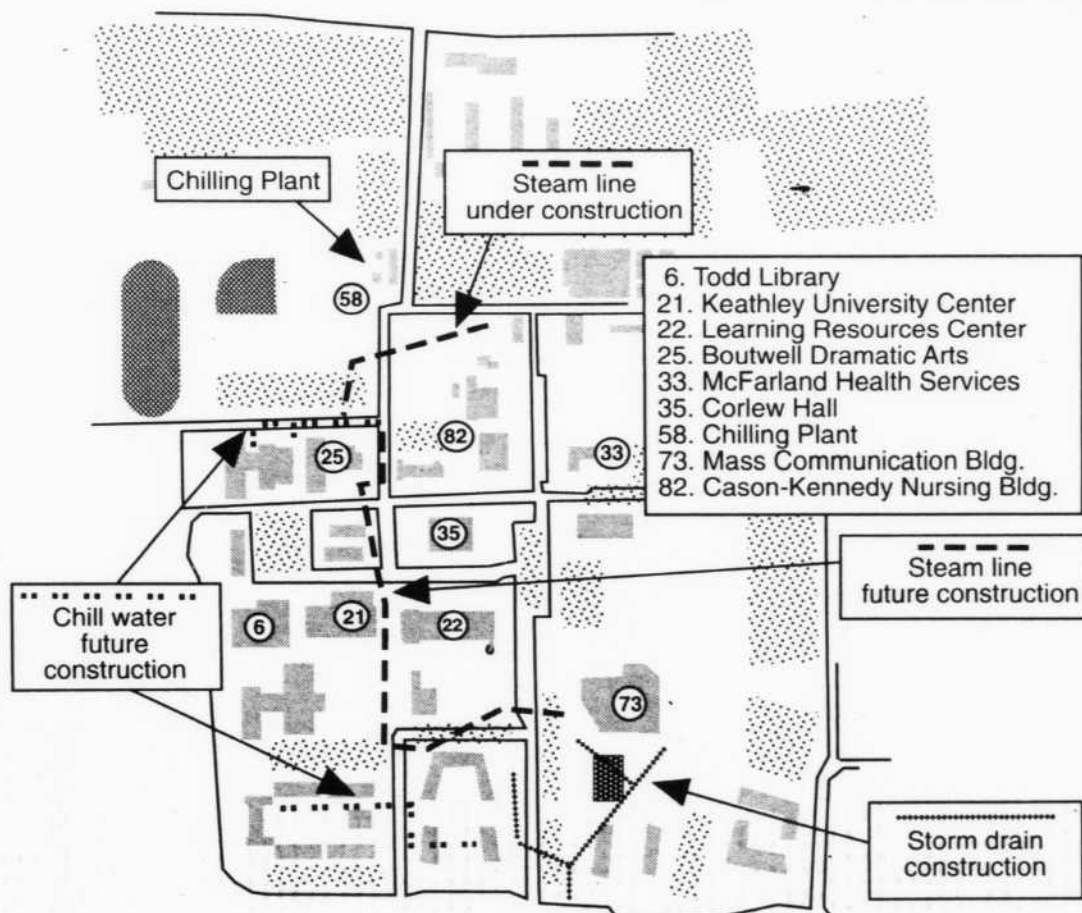 Chilling Plant
Steam line
under construction
58
6. Todd Library
21. Keathley University Center
22. Learning Resources Center
25. Boutwell Dramatic Arts
33. McFarland Health Services
35. Corlew Hall
58. Chilling Plant
73. Mass Communication Bldg.
82. Cason-Kennedy Nursing Bldg.
82
25
33
35
Steam line
future construction
Chill water
future
construction
6
21
22
73
Storm drain
construction